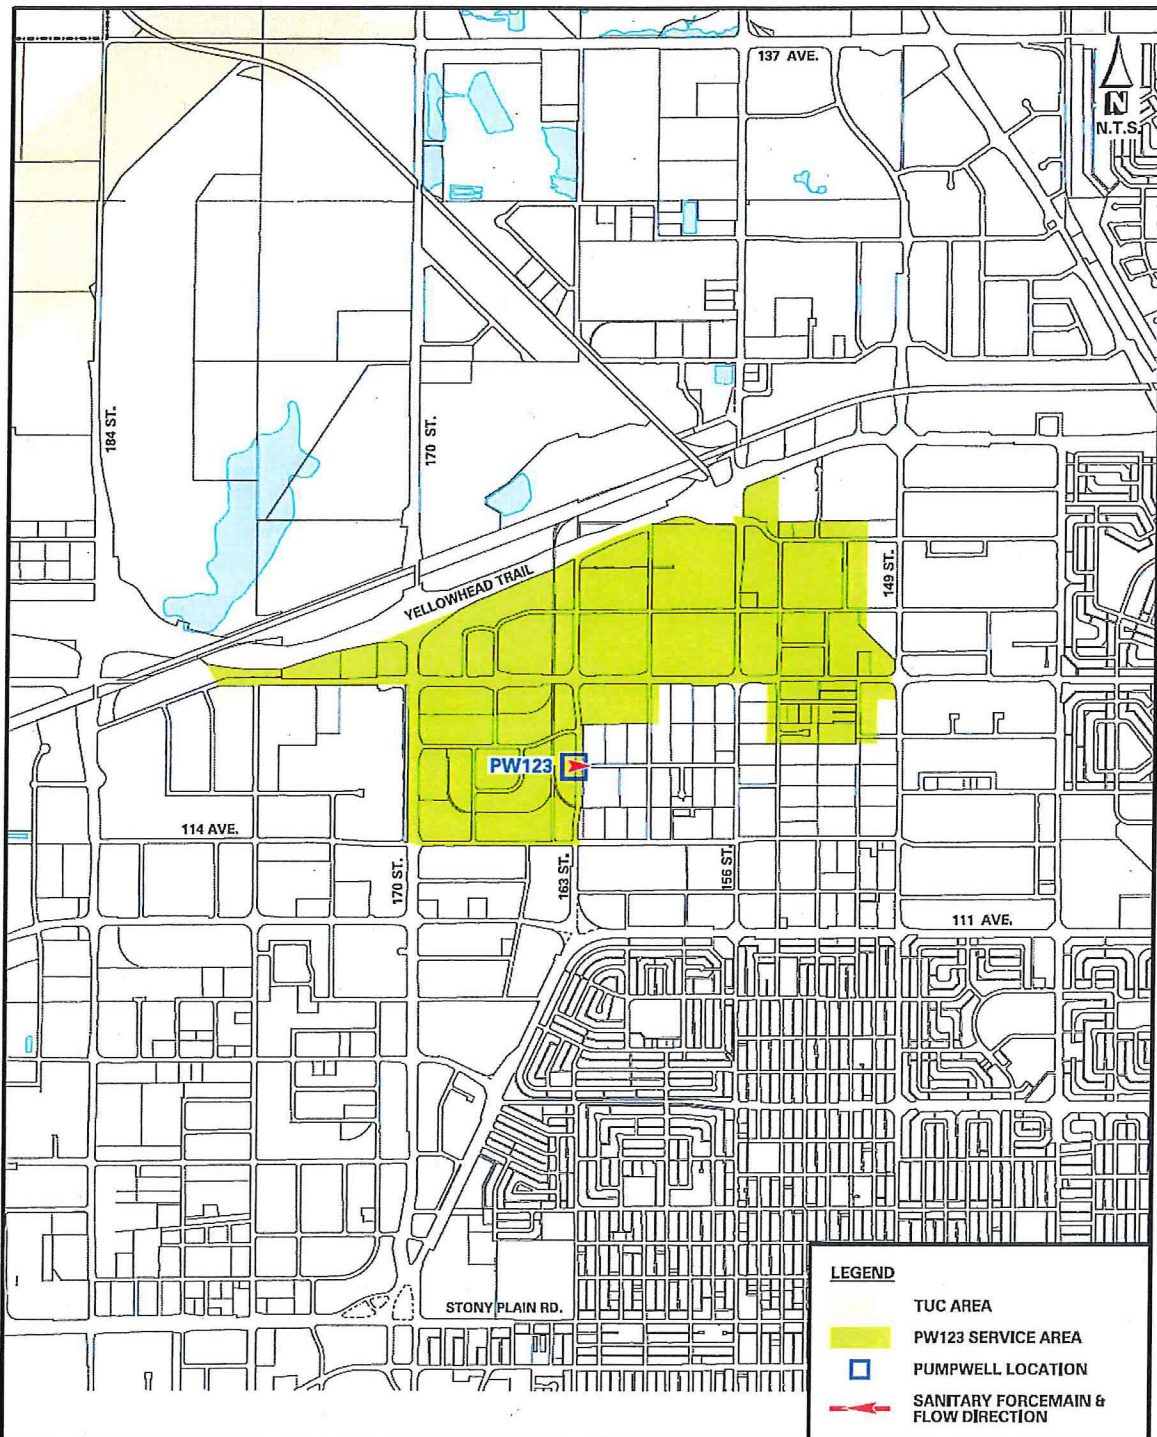 137 AVE.
N
N.T.S.
184 ST.
170 ST.
YELLOWHEAD TRAIL
149 ST.
PW123
114 AVE.
170 ST.
163 ST.
156 ST.
111 AVE.
STONY PLAIN RD.
LEGEND
TUC AREA
PW123 SERVICE AREA
PUMPWELL LOCATION
SANITARY FORCEMAIN &
FLOW DIRECTION